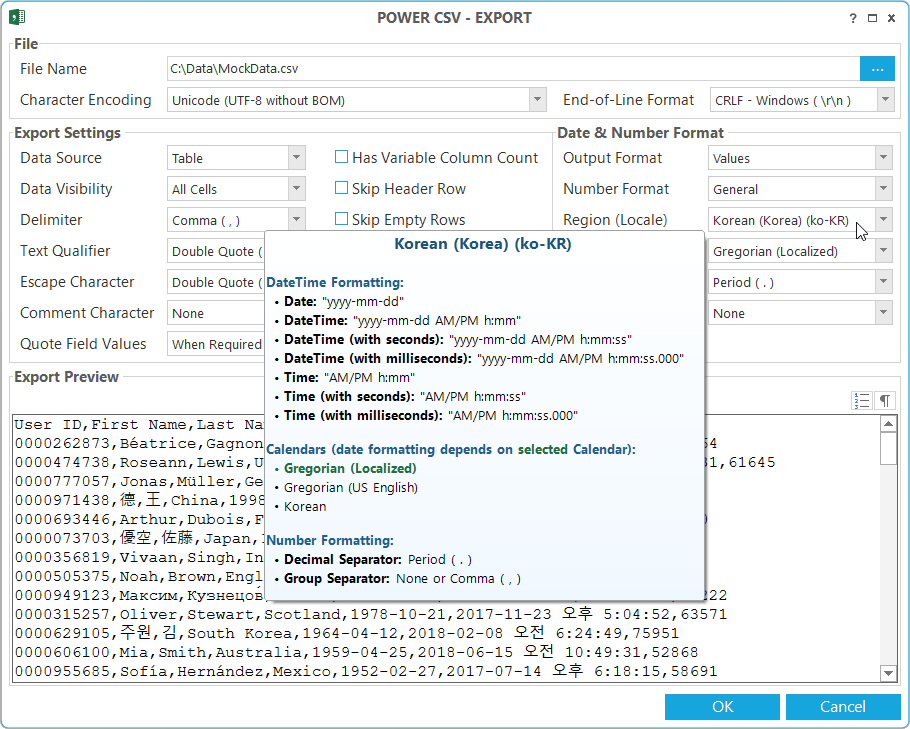 POWER CSV - EXPORT
?
File
File Name C:\Data\MockData.csv ...
Character Encoding Unicode (UTF-8 without BOM) End-of-Line Format CRLF - Windows ( \r\n )
Export Settings Date & Number Format
Data Source Table Has Variable Column Count Output Format Values
Data Visibility All Cells Skip Header Row Number Format General
Delimiter Comma ( , ) Skip Empty Rows Region (Locale) Korean (Korea) (ko-KR)
Text Qualifier Double Quote ( Gregorian (Localized)
Escape Character Double Quote ( Period ( . )
Comment Character None None
Quote Field Values When Required
Korean (Korea) (ko-KR)
DateTime Formatting:
• Date: "yyyy-mm-dd"
• DateTime: "yyyy-mm-dd AM/PM h:mm"
• DateTime (with seconds): "yyyy-mm-dd AM/PM h:mm:ss"
• DateTime (with milliseconds): "yyyy-mm-dd AM/PM h:mm:ss.000"
• Time: "AM/PM h:mm"
• Time (with seconds): "AM/PM h:mm:ss"
• Time (with milliseconds): "AM/PM h:mm:ss.000"
Calendars (date formatting depends on selected Calendar):
• Gregorian (Localized)
• Gregorian (US English)
• Korean
Number Formatting:
• Decimal Separator: Period ( . )
• Group Separator: None or Comma ( , )
Export Preview
User ID,First Name,Last Na
0000262873,Béatrice,Gagnon 54
0000474738,Roseann,Lewis,U 31,61645
0000777057,Jonas,Müller,Ge
0000971438,德,王,China,1998
0000693446,Arthur,Dubois,F
0000073703,優空,佐藤,Japan,
0000356819,Vivaan,Singh,In
0000505375,Noah,Brown,Engl
0000949123,Максим,Кузнецов 222
0000315257,Oliver,Stewart,Scotland,1978-10-21,2017-11-23 오후 5:04:52,63571
0000629105,주원,김,South Korea,1964-04-12,2018-02-08 오전 6:24:49,75951
0000606100,Mia,Smith,Australia,1959-04-25,2018-06-15 오전 10:49:31,52868
0000955685,Sofía,Hernández,Mexico,1952-02-27,2017-07-14 오후 6:18:15,58691
OK Cancel